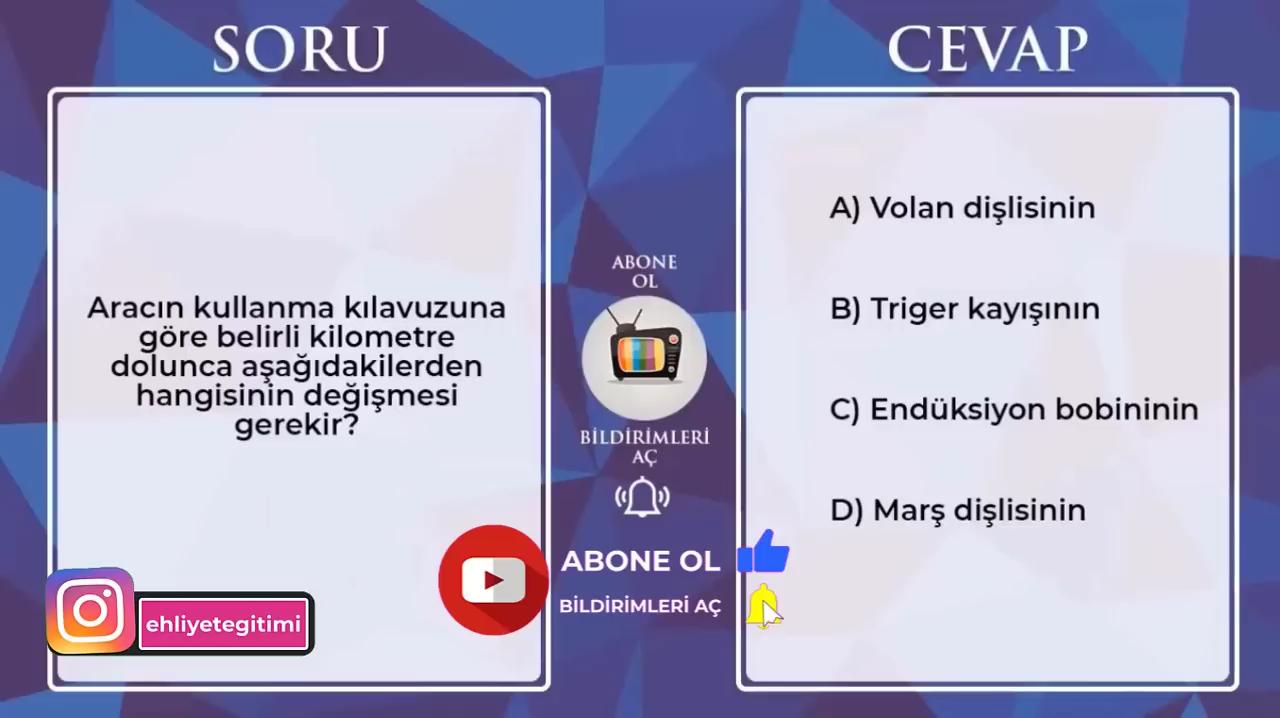 SORU
Aracın kullanma kılavuzuna
göre belirli kilometre
dolunca aşağıdakilerden
hangisinin değişmesi
gerekir?
ehliyetegitimi
ABONE
OL
BİLDİRİMLERİ
AÇ
ABONE OL
BİLDİRİMLERİ AÇ
CEVAP
A) Volan dişlisinin
B) Triger kayışının
C) Endüksiyon bobininin
D) Marş dişlisinin